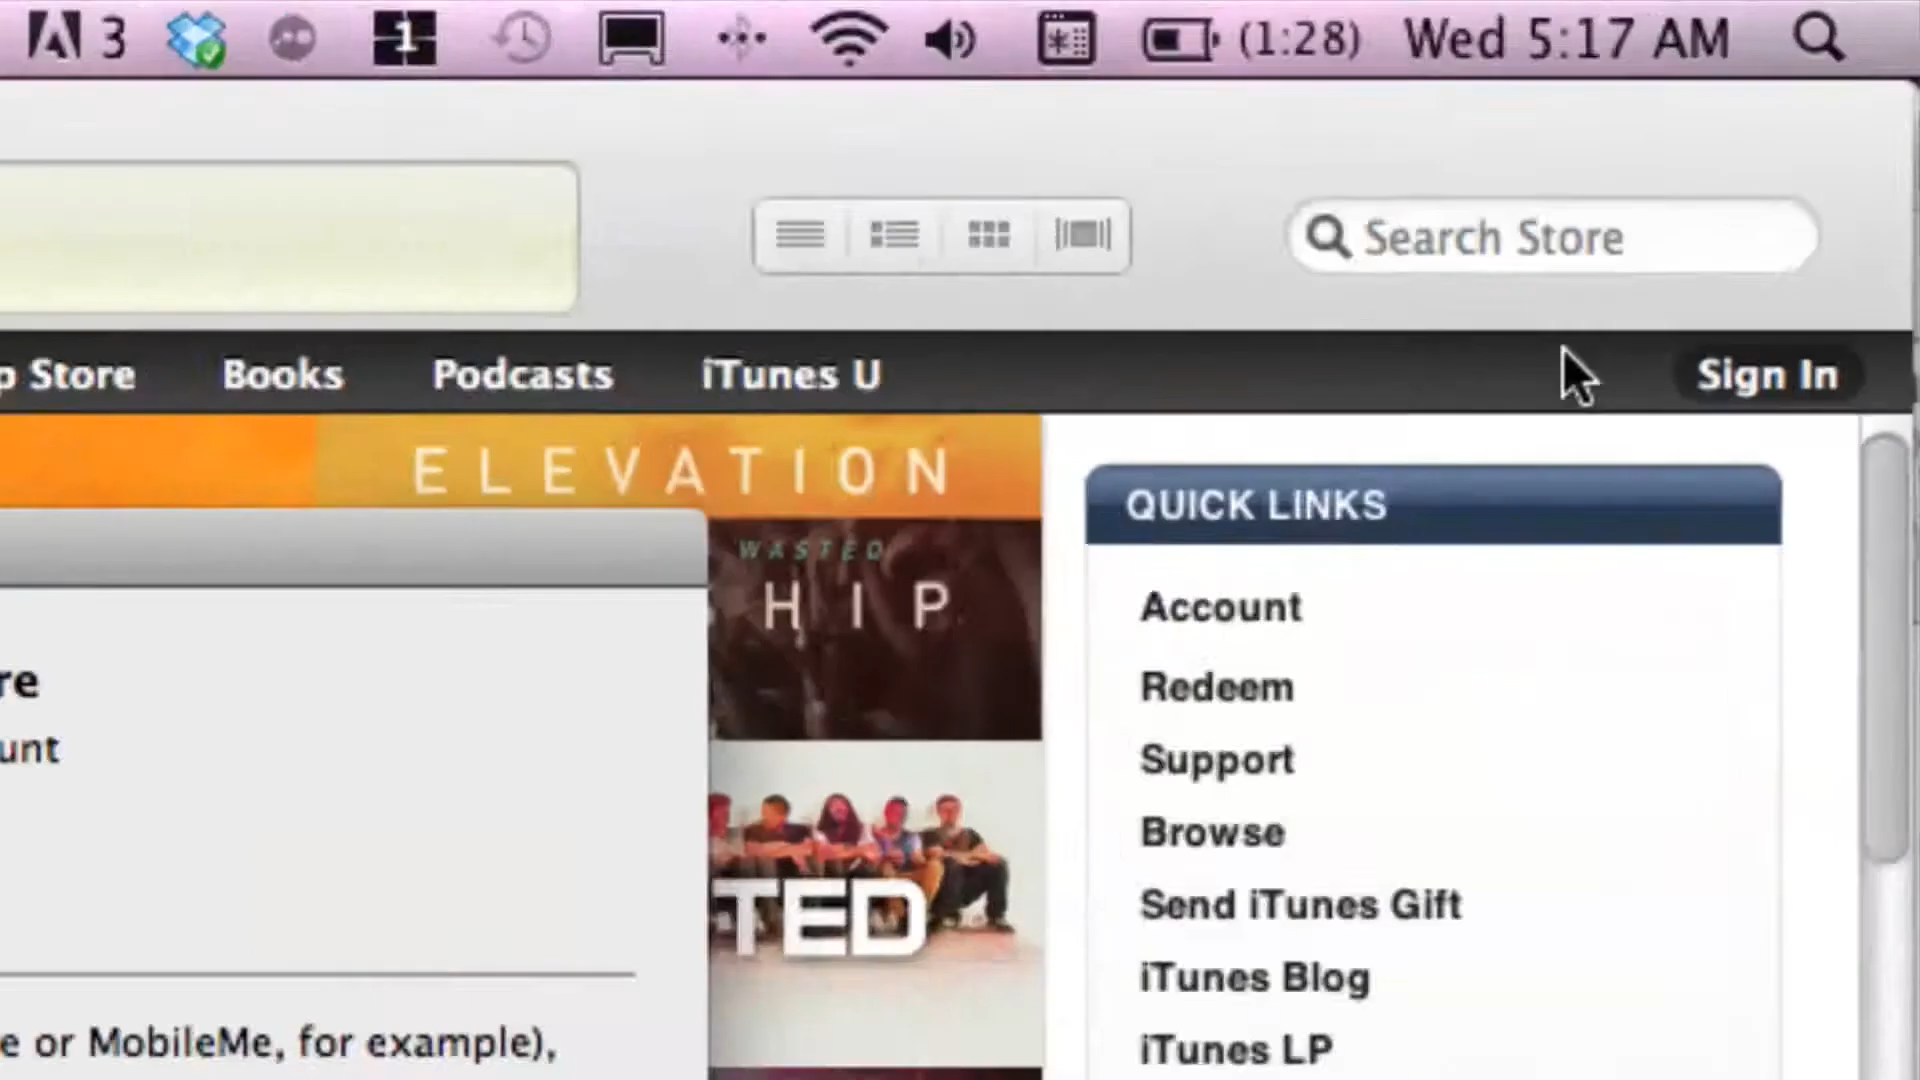 3 1 (1:28) Wed 5:17 AM
Search Store
p Store Books Podcasts iTunes U Sign In
ELEVATION
QUICK LINKS
WASTED
HIP
Account
re
Redeem
unt
Support
Browse
TED
Send iTunes Gift
iTunes Blog
e or MobileMe, for example),
iTunes LP